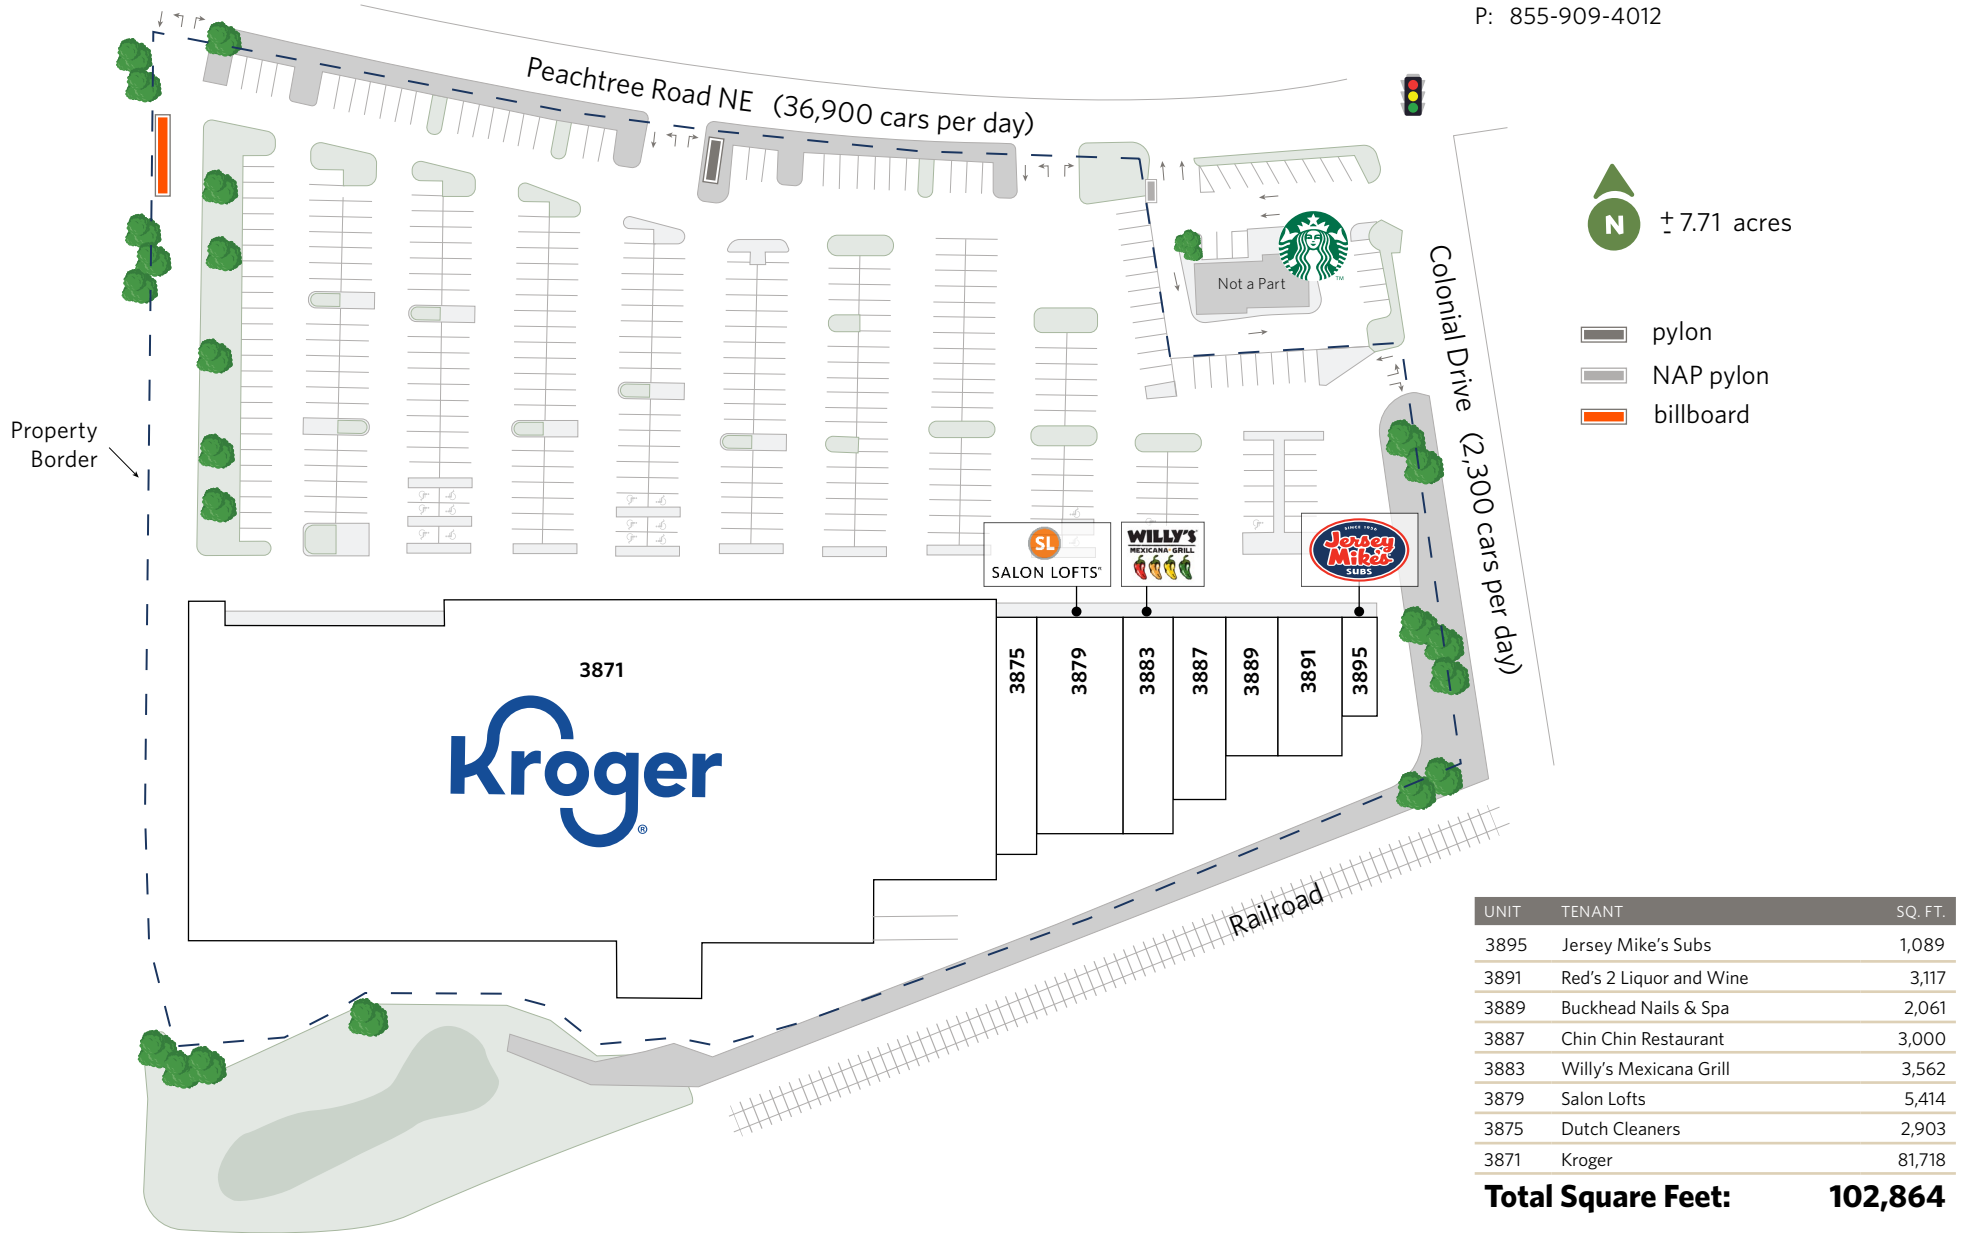 P: 855-909-4012
Peachtree Road NE (36,900 cars per day)
N
± 7.71 acres
Not a Part
TM
Colonial Drive (2,300 cars per day)
pylon
NAP pylon
billboard
Property
Border
SL
SALON LOFTS
WILLY'S
MEXICANA GRILL
SINCE 1956
Jersey
Mike's
SUBS
3871
Kroger
®
3875
3879
3883
3887
3889
3891
3895
Railroad
UNIT TENANT SQ. FT.
3895 Jersey Mike's Subs 1,089
3891 Red's 2 Liquor and Wine 3,117
3889 Buckhead Nails & Spa 2,061
3887 Chin Chin Restaurant 3,000
3883 Willy's Mexicana Grill 3,562
3879 Salon Lofts 5,414
3875 Dutch Cleaners 2,903
3871 Kroger 81,718
Total Square Feet: 102,864